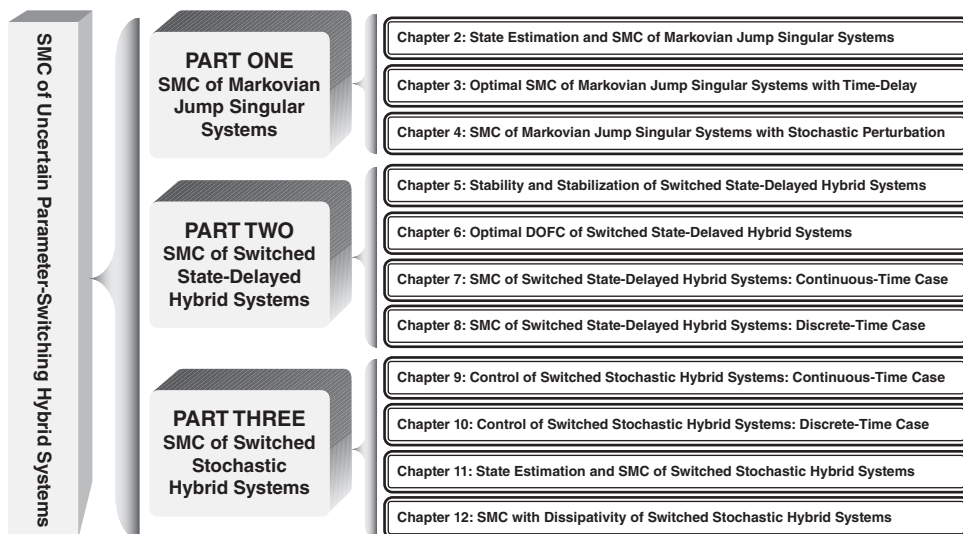 SMC of Uncertain Parameter-Switching Hybrid Systems
PART ONE
SMC of Markovian
Jump Singular
Systems
Chapter 2: State Estimation and SMC of Markovian Jump Singular Systems
Chapter 3: Optimal SMC of Markovian Jump Singular Systems with Time-Delay
Chapter 4: SMC of Markovian Jump Singular Systems with Stochastic Perturbation
PART TWO
SMC of Switched
State-Delayed
Hybrid Systems
Chapter 5: Stability and Stabilization of Switched State-Delayed Hybrid Systems
Chapter 6: Optimal DOFC of Switched State-Delaved Hybrid Systems
Chapter 7: SMC of Switched State-Delayed Hybrid Systems: Continuous-Time Case
Chapter 8: SMC of Switched State-Delayed Hybrid Systems: Discrete-Time Case
PART THREE
SMC of Switched
Stochastic
Hybrid Systems
Chapter 9: Control of Switched Stochastic Hybrid Systems: Continuous-Time Case
Chapter 10: Control of Switched Stochastic Hybrid Systems: Discrete-Time Case
Chapter 11: State Estimation and SMC of Switched Stochastic Hybrid Systems
Chapter 12: SMC with Dissipativity of Switched Stochastic Hybrid Systems